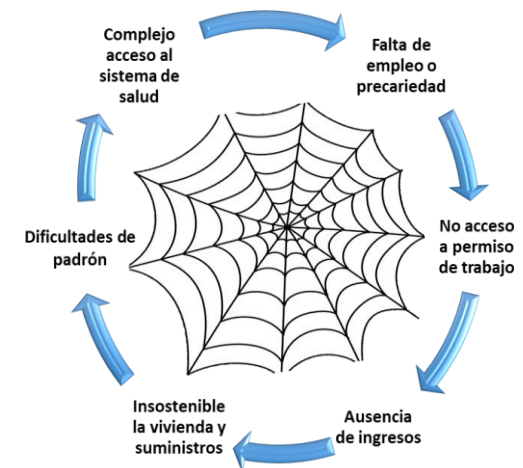 Complejo
acceso al
sistema de
salud
Falta de
empleo o
precariedad
No acceso
a permiso
de trabajo
Ausencia
de ingresos
Insostenible
la vivienda y
suministros
Dificultades de
padrón